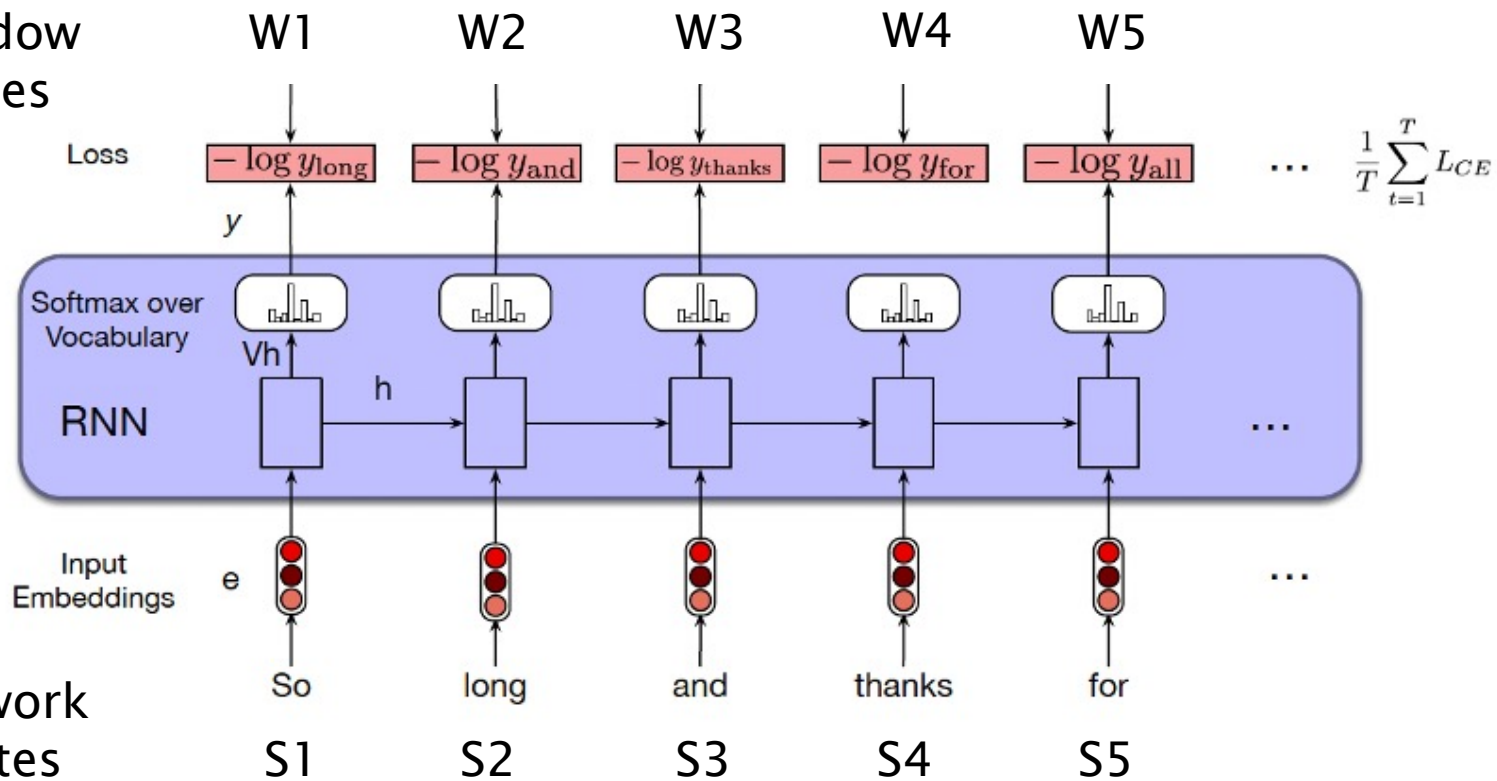 dow W1 W2 W3 W4 W5
es
Loss − log y_long − log y_and − log y_thanks − log y_for − log y_all ... 1/T ∑_{t=1}^{T} L_CE
y
Softmax over
Vocabulary
Vh
h
RNN ...
Input
Embeddings
e ...
So long and thanks for
work
tes S1 S2 S3 S4 S5